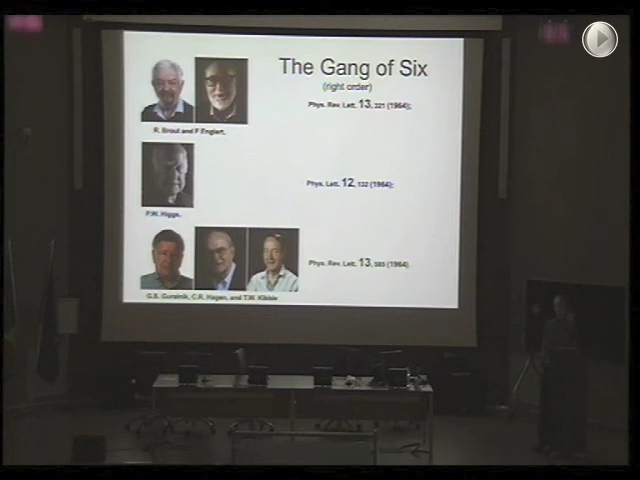 The Gang of Six
(right order)
Phys. Rev. Lett. 13, 321 (1964);
R. Brout and F Englert,
Phys. Lett. 12, 132 (1964);
P.W. Higgs,
Phys. Rev. Lett. 13, 585 (1964).
G.S. Guralnik, C.R. Hagen, and T.W. Kibble